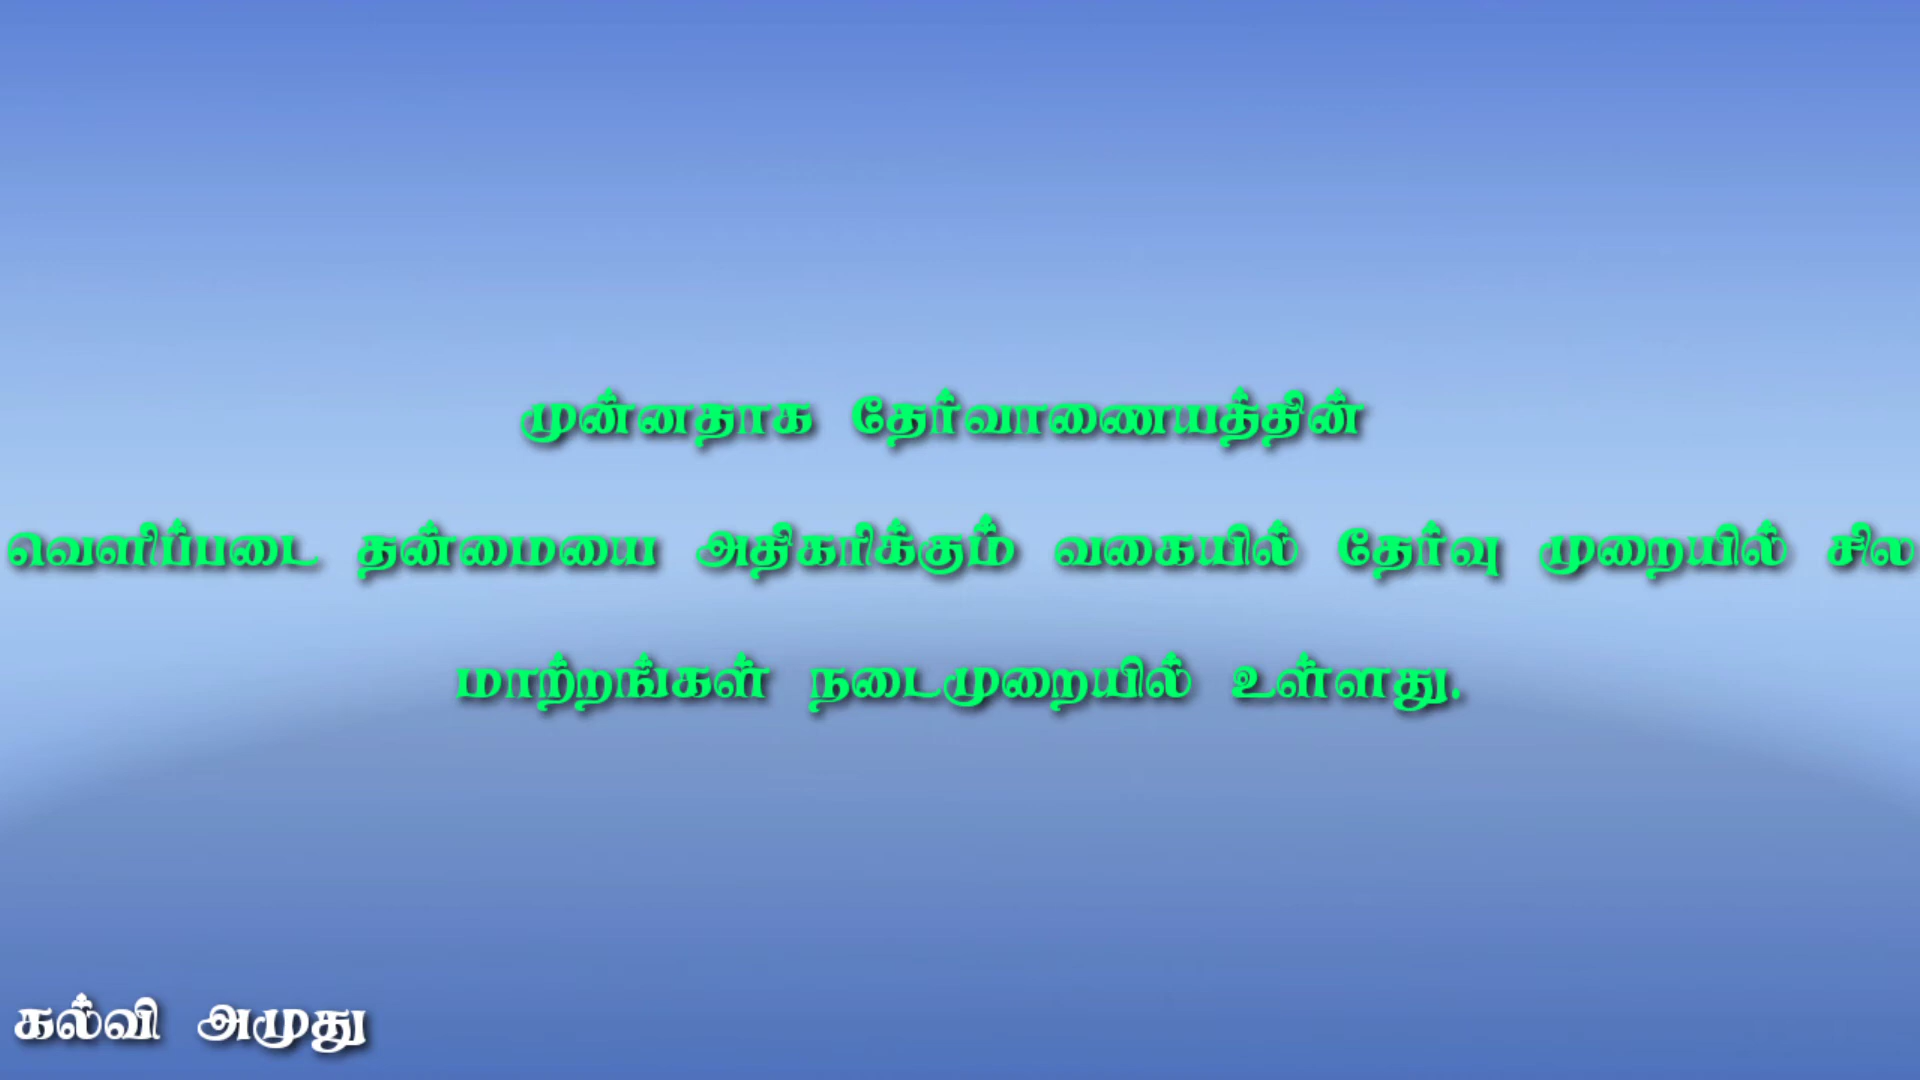 முன்னதாக தேர்வாணையத்தின்
வெளிப்படை தன்மையை அதிகரிக்கும் வகையில் தேர்வு முறையில் சில
மாற்றங்கள் நடைமுறையில் உள்ளது.
கல்வி அமுது